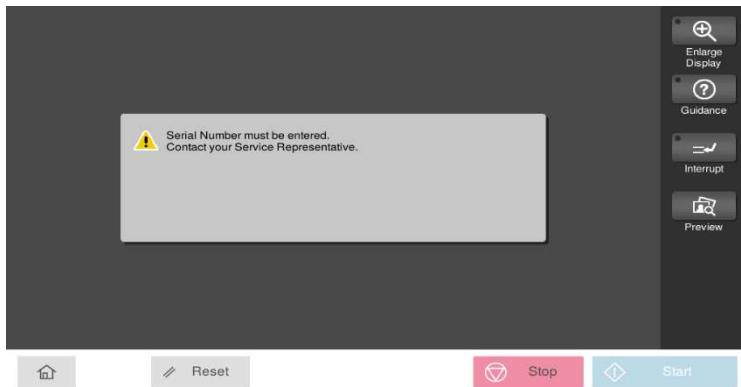 Enlarge
Display
Guidance
Serial Number must be entered.
Contact your Service Representative.
Interrupt
Preview
Reset
Stop
Start